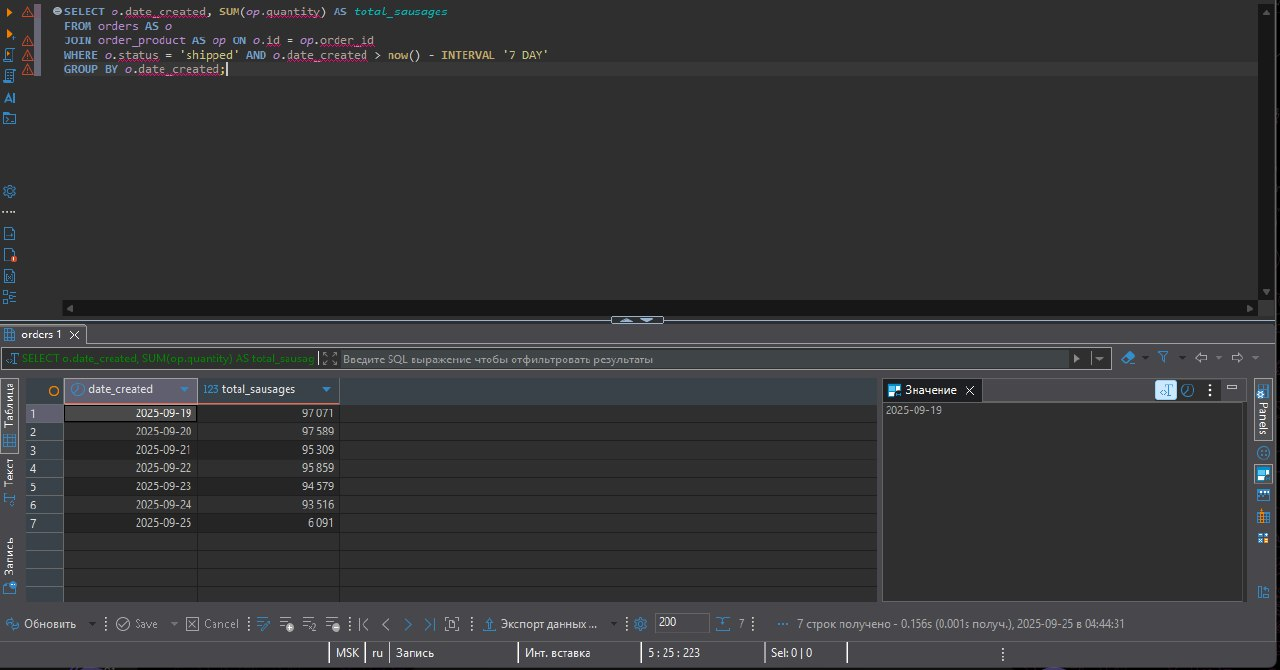 SELECT o.date_created, SUM(op.quantity) AS total_sausages
FROM orders AS o
JOIN order_product AS op ON o.id = op.order_id
WHERE o.status = 'shipped' AND o.date_created > now() - INTERVAL '7 DAY'
GROUP BY o.date_created;
AI
orders 1
SELECT o.date_created, SUM(op.quantity) AS total_sausag
Введите SQL выражение чтобы отфильтровать результаты
Таблица
Текст
Запись
date_created 123 total_sausages
1 2025-09-19 97 071
2 2025-09-20 97 589
3 2025-09-21 95 309
4 2025-09-22 95 859
5 2025-09-23 94 579
6 2025-09-24 93 516
7 2025-09-25 6 091
Значение
2025-09-19
Panels
Обновить Save Cancel Экспорт данных ... 200 7 7 строк получено - 0.156s (0.001s получ.), 2025-09-25 в 04:44:31
MSK ru Запись Инт. вставка 5 : 25 : 223 Sel: 0 | 0